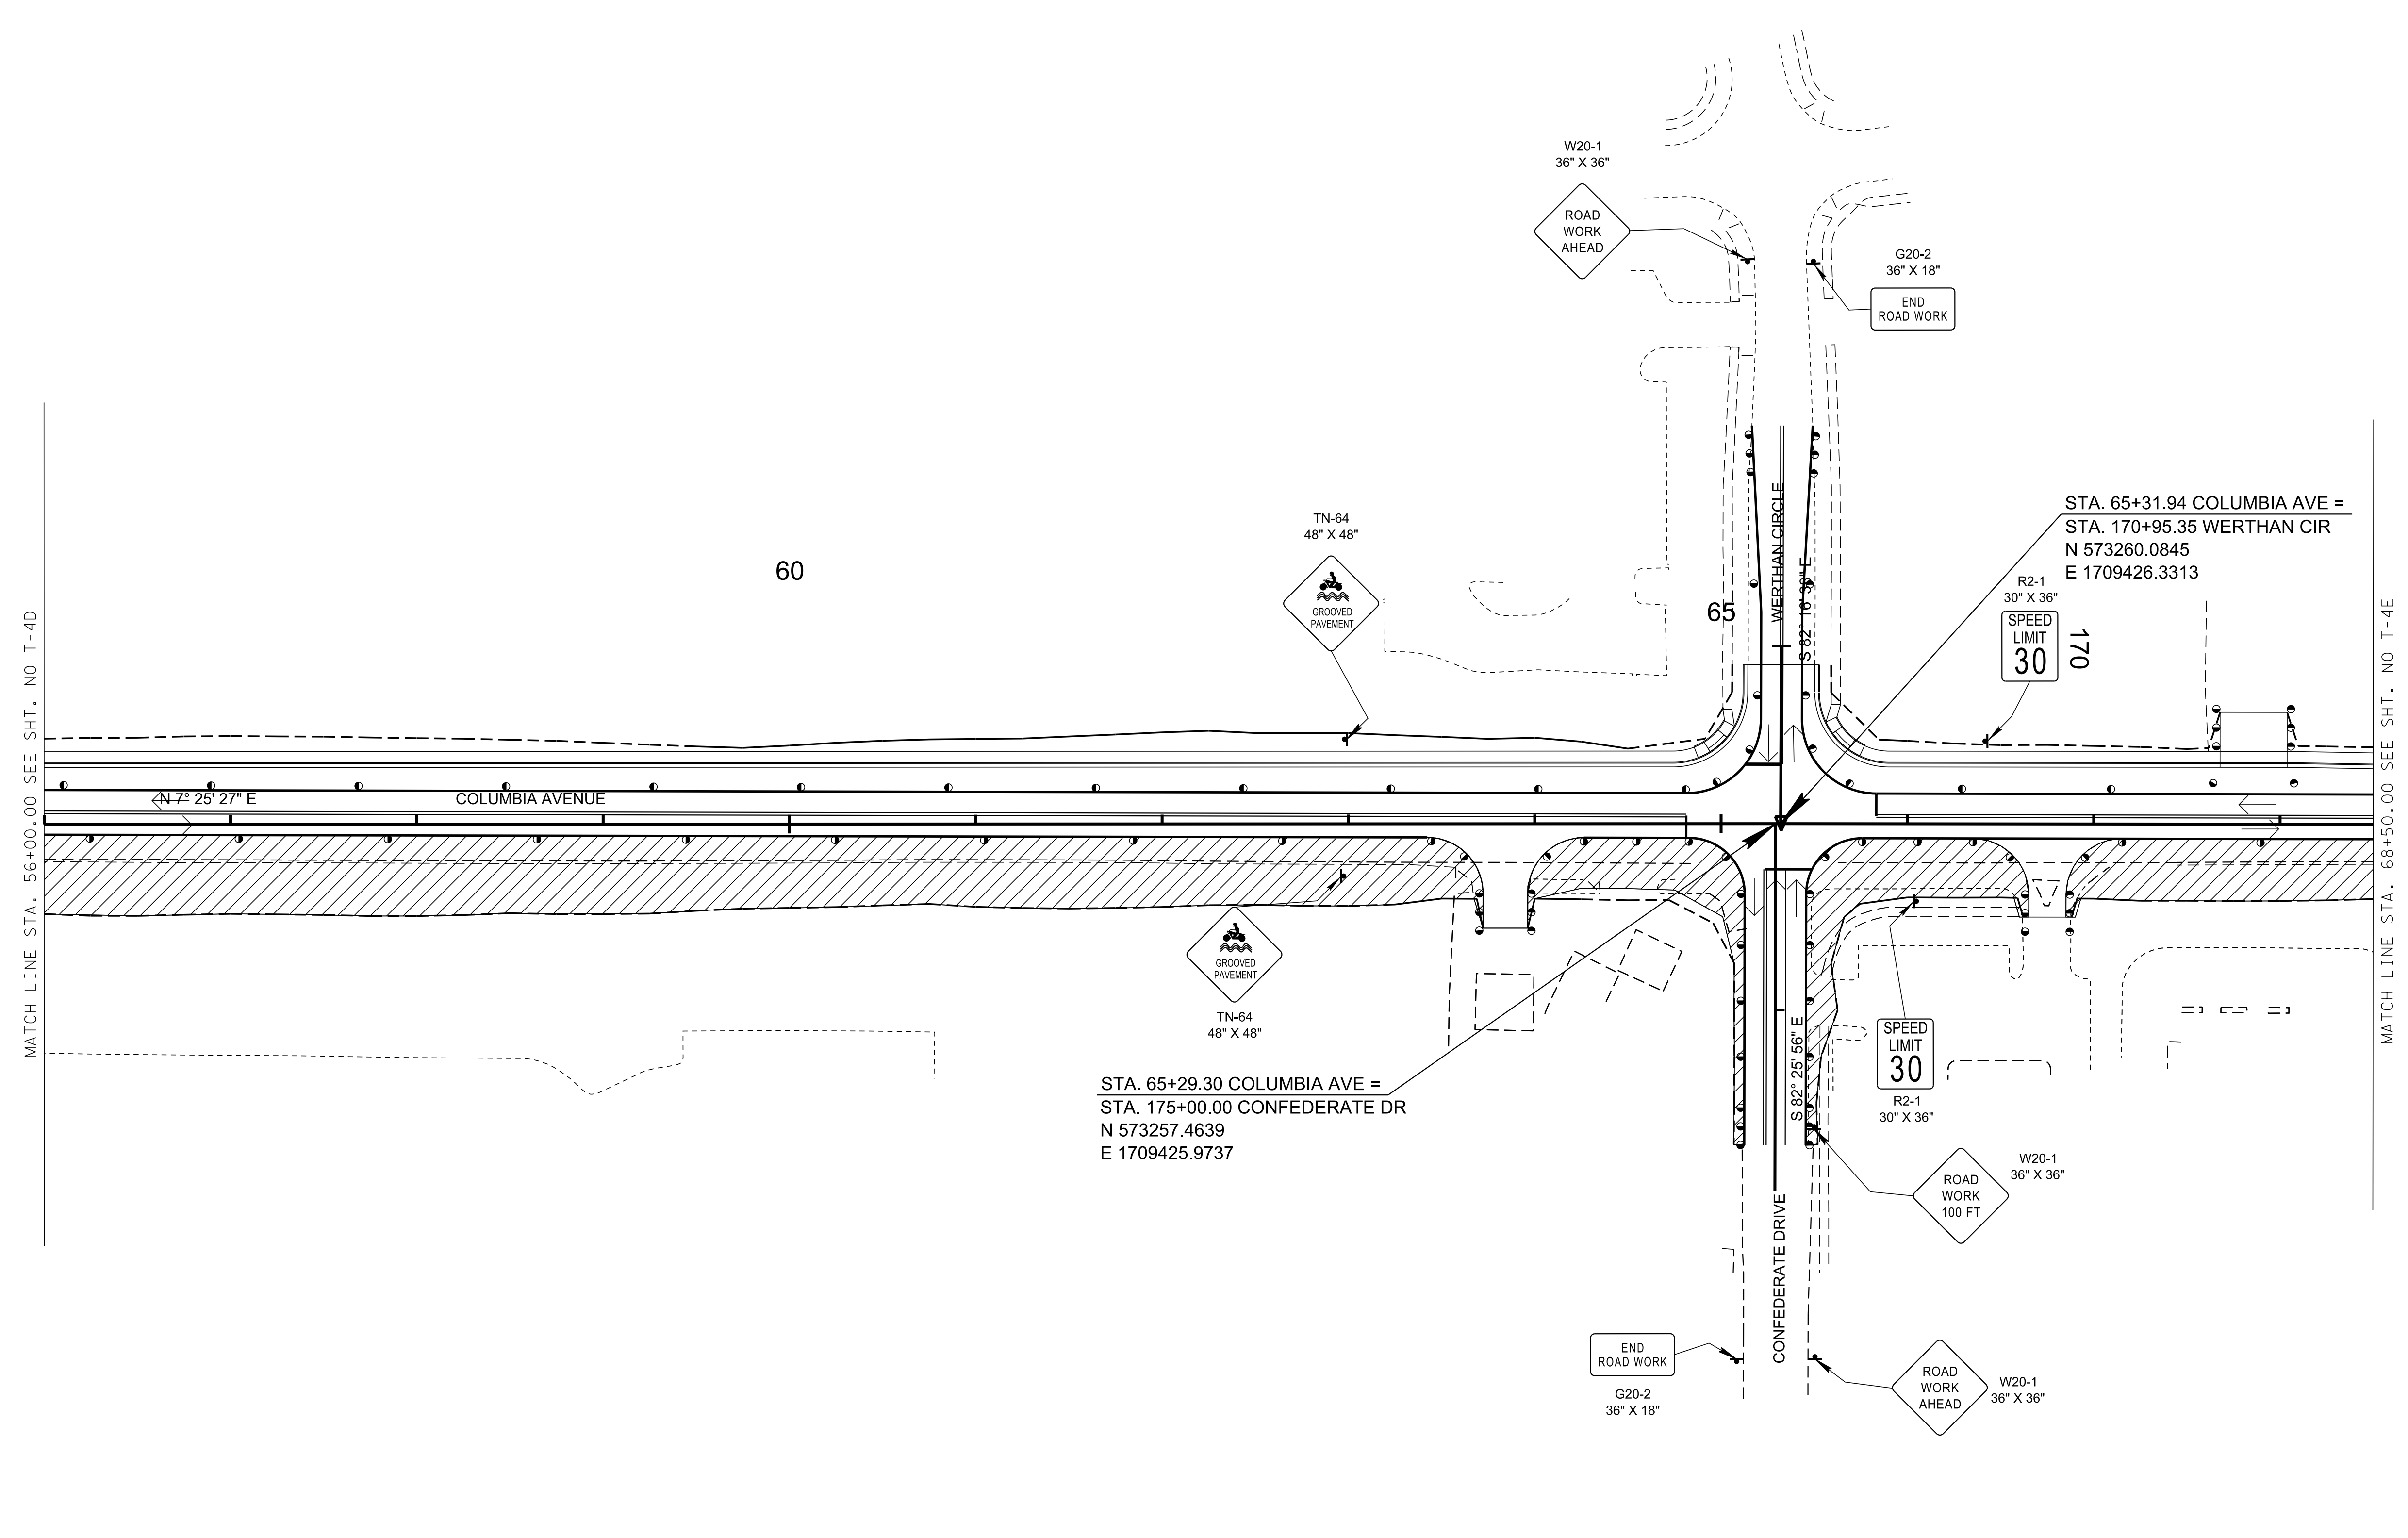 W20-1
36" X 36"
ROAD
WORK
AHEAD
G20-2
36" X 18"
END
ROAD WORK
STA. 65+31.94 COLUMBIA AVE =
STA. 170+95.35 WERTHAN CIR
N 573260.0845
E 1709426.3313
TN-64
48" X 48"
GROOVED
PAVEMENT
60
65
WERTHAN CIRCLE
S 82° 16' 38" E
R2-1
30" X 36"
SPEED
LIMIT
30
170
MATCH LINE STA. 56+00.00 SEE SHT. NO T-4D
MATCH LINE STA. 68+50.00 SEE SHT. NO T-4E
N 7° 25' 27" E
COLUMBIA AVENUE
GROOVED
PAVEMENT
TN-64
48" X 48"
STA. 65+29.30 COLUMBIA AVE =
STA. 175+00.00 CONFEDERATE DR
N 573257.4639
E 1709425.9737
S 82° 25' 56" E
SPEED
LIMIT
30
R2-1
30" X 36"
W20-1
36" X 36"
ROAD
WORK
100 FT
CONFEDERATE DRIVE
END
ROAD WORK
G20-2
36" X 18"
ROAD
WORK
AHEAD
W20-1
36" X 36"